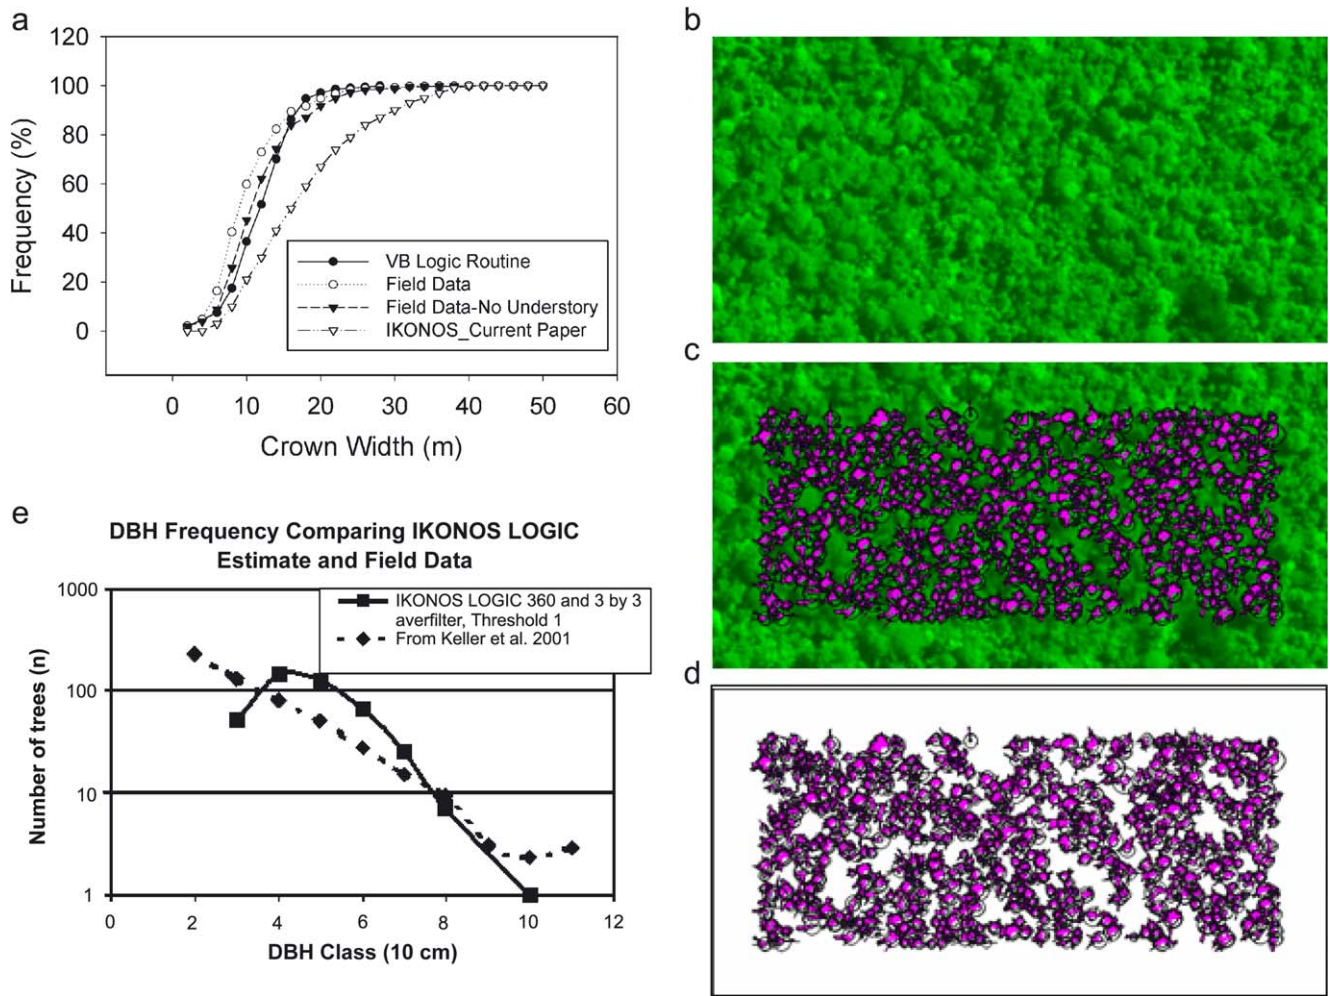 a
120
100
80
60
40
20
0
Frequency (%)
VB Logic Routine
Field Data
Field Data-No Understory
IKONOS_Current Paper
0 10 20 30 40 50 60
Crown Width (m)
b
c
d
e
DBH Frequency Comparing IKONOS LOGIC
Estimate and Field Data
1000
100
10
1
Number of trees (n)
IKONOS LOGIC 360 and 3 by 3
averfilter, Threshold 1
From Keller et al. 2001
0 2 4 6 8 10 12
DBH Class (10 cm)